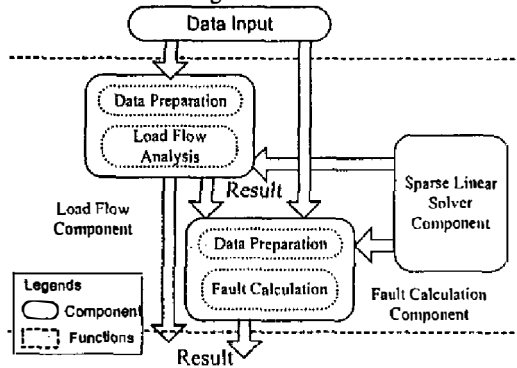 Data Input
Data Preparation
Load Flow
Analysis
Result
Sparse Linear
Solver
Component
Load Flow
Component
Data Preparation
Fault Calculation
Fault Calculation
Component
Legends
Component
Functions
Result